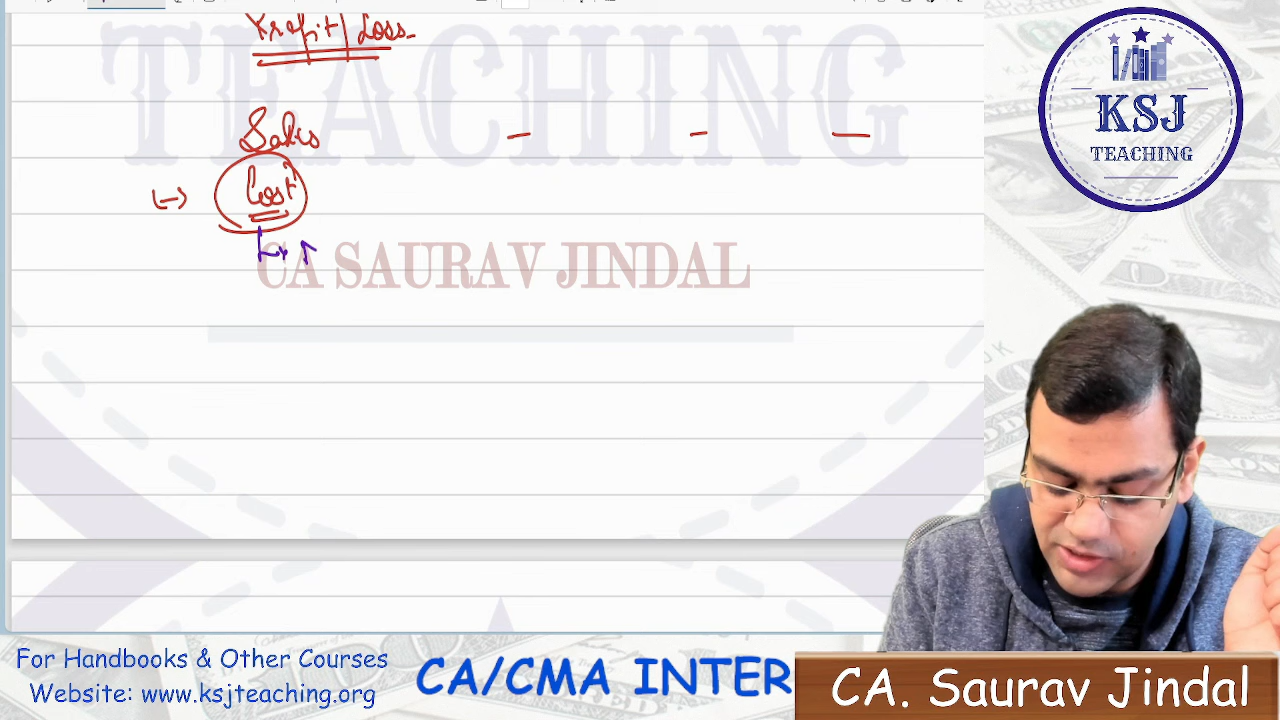 Profit/Loss
TEACHING
Sales - - -
(-) Cost
CA SAURAV JINDAL
KSJ
TEACHING
For Handbooks & Other Courses
Website: www.ksjteaching.org
CA/CMA INTER
CA. Saurav Jindal